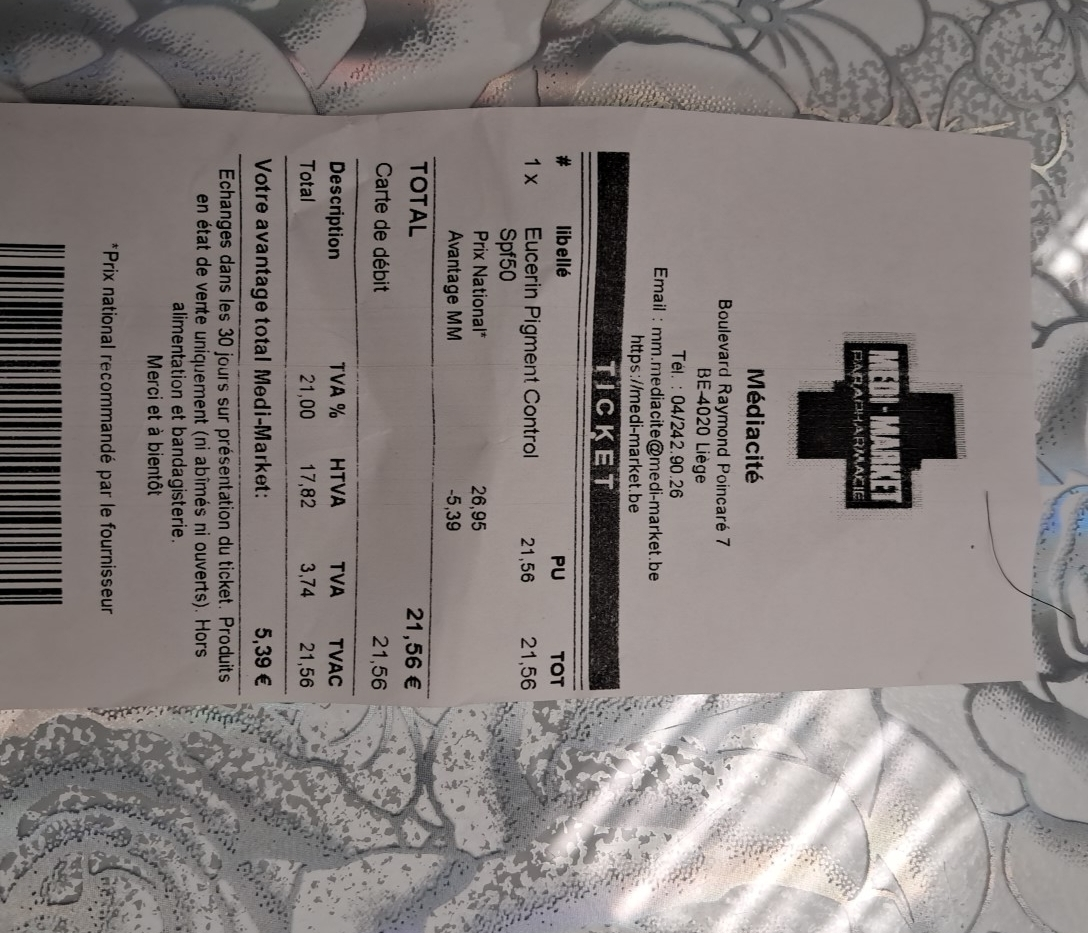 MEDI-MARKET
PARAPHARMACIE
Médiacité
Boulevard Raymond Poincaré 7
BE-4020 Liège
Tél. : 04/242.90.26
Email : mm.mediacite@medi-market.be
https://medi-market.be
TICKET
# libellé PU TOT
1 x Eucerin Pigment Control 21,56 21,56
Spf50
Prix National* 26,95
Avantage MM -5,39
TOTAL 21,56 €
Carte de débit 21,56
Description TVA % HTVA TVA TVAC
Total 21,00 17,82 3,74 21,56
Votre avantage total Medi-Market: 5,39 €
Echanges dans les 30 jours sur présentation du ticket. Produits
en état de vente uniquement (ni abimés ni ouverts). Hors
alimentation et bandagisterie.
Merci et à bientôt
*Prix national recommandé par le fournisseur